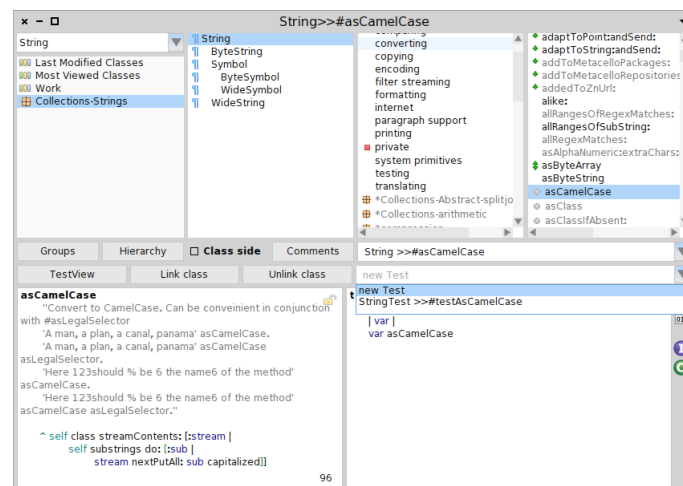 String>>#asCamelCase
String
Last Modified Classes
Most Viewed Classes
Work
Collections-Strings
String
ByteString
Symbol
ByteSymbol
WideSymbol
WideString
converting
copying
encoding
filter streaming
formatting
internet
paragraph support
printing
private
system primitives
testing
translating
*Collections-Abstract-splitjo
*Collections-arithmetic
adaptToPoint:andSend:
adaptToString:andSend:
addToMetacelloPackages:
addToMetacelloRepositories
addedToZnUrl:
alike:
allRangesOfRegexMatches:
allRangesOfSubString:
allRegexMatches:
asAlphaNumeric:extraChars:
asByteArray
asByteString
asCamelCase
asClass
asClassIfAbsent:
Groups
Hierarchy
Class side
Comments
String >>#asCamelCase
TestView
Link class
Unlink class
new Test
new Test
StringTest >>#testAsCamelCase
asCamelCase
"Convert to CamelCase. Can be conveinient in conjunction
with #asLegalSelector
'A man, a plan, a canal, panama' asCamelCase.
'A man, a plan, a canal, panama' asCamelCase
asLegalSelector.
'Here 123should % be 6 the name6 of the method'
asCamelCase.
'Here 123should % be 6 the name6 of the method'
asCamelCase asLegalSelector."
^ self class streamContents: [:stream |
self substrings do: [:sub |
stream nextPutAll: sub capitalized]]
96
| var |
var asCamelCase